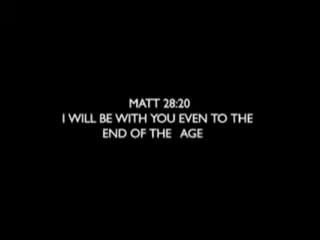 MATT 28:20
I WILL BE WITH YOU EVEN TO THE
END OF THE AGE